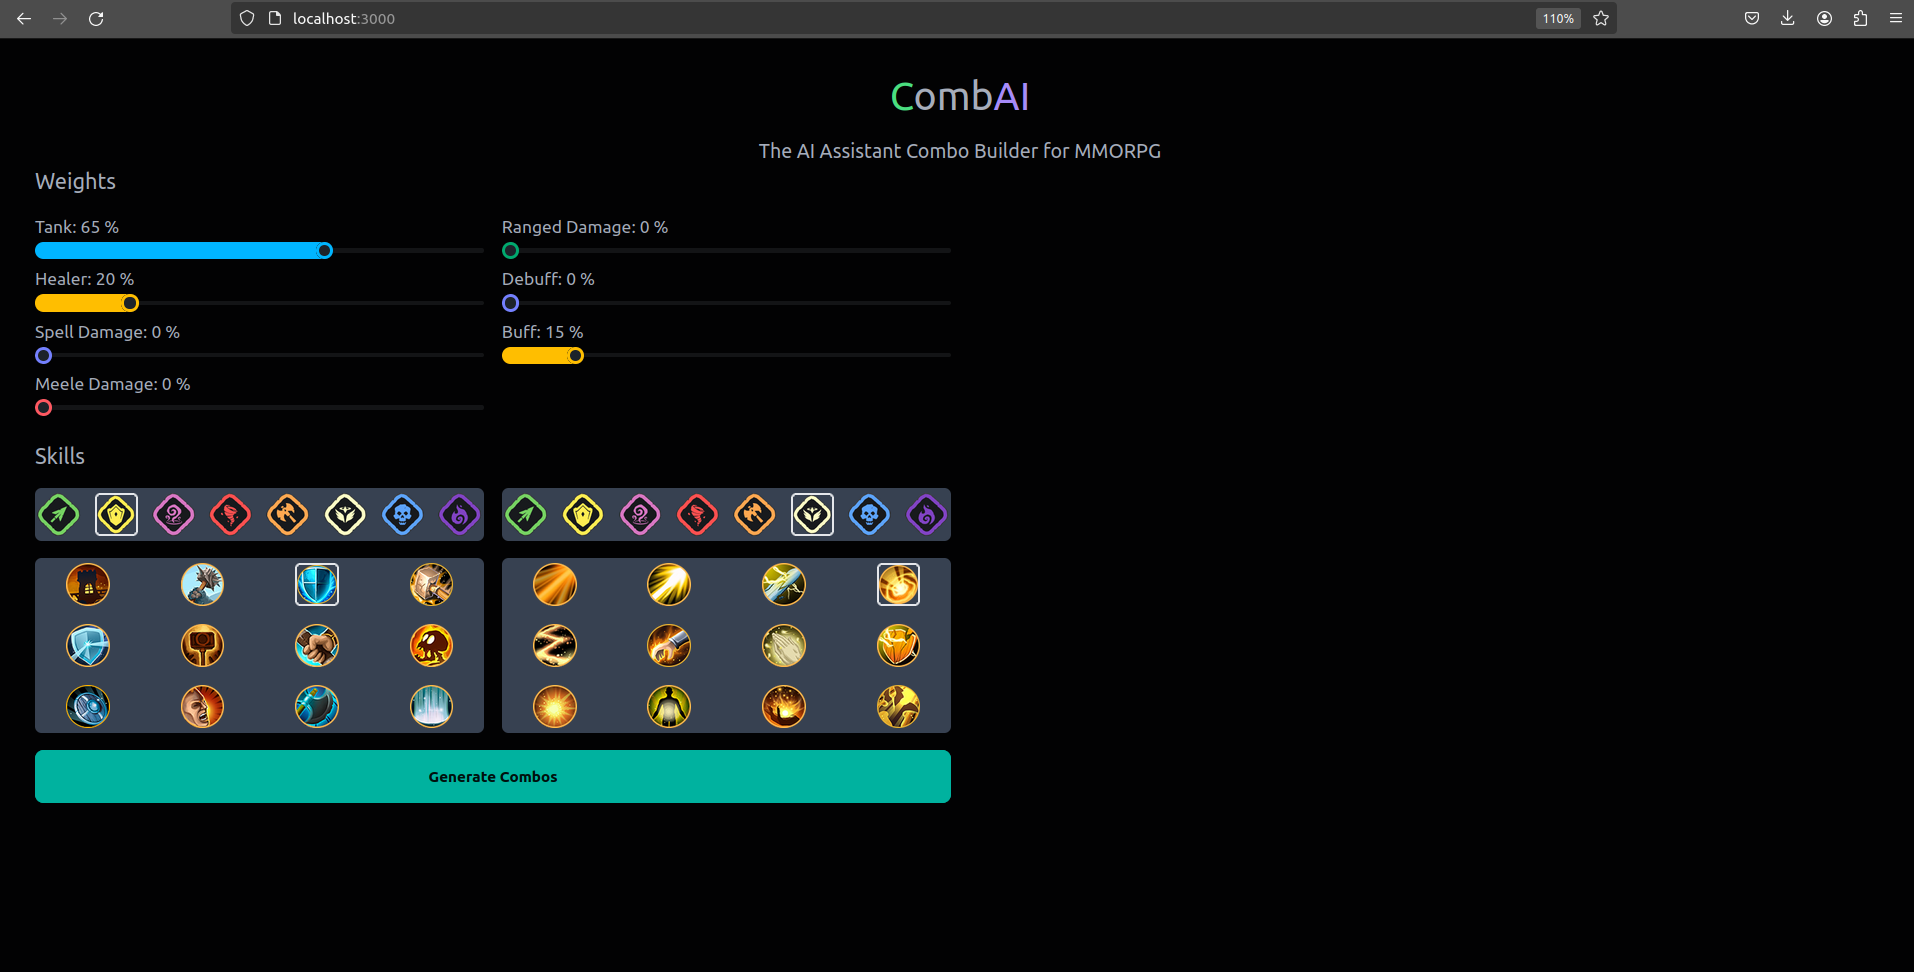 localhost:3000
110%
CombAI
The AI Assistant Combo Builder for MMORPG
Weights
Tank: 65 %
Ranged Damage: 0 %
Healer: 20 %
Debuff: 0 %
Spell Damage: 0 %
Buff: 15 %
Meele Damage: 0 %
Skills
Generate Combos